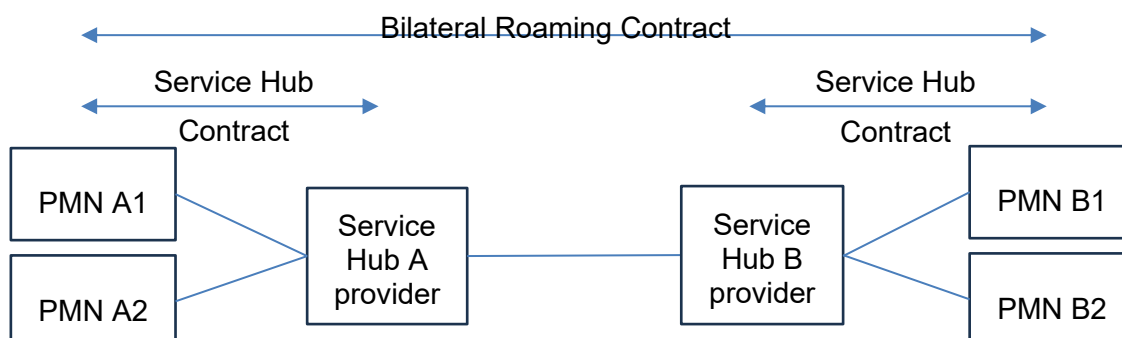 Bilateral Roaming Contract
Service Hub
Contract
Service Hub
Contract
PMN A1
PMN A2
Service
Hub A
provider
Service
Hub B
provider
PMN B1
PMN B2